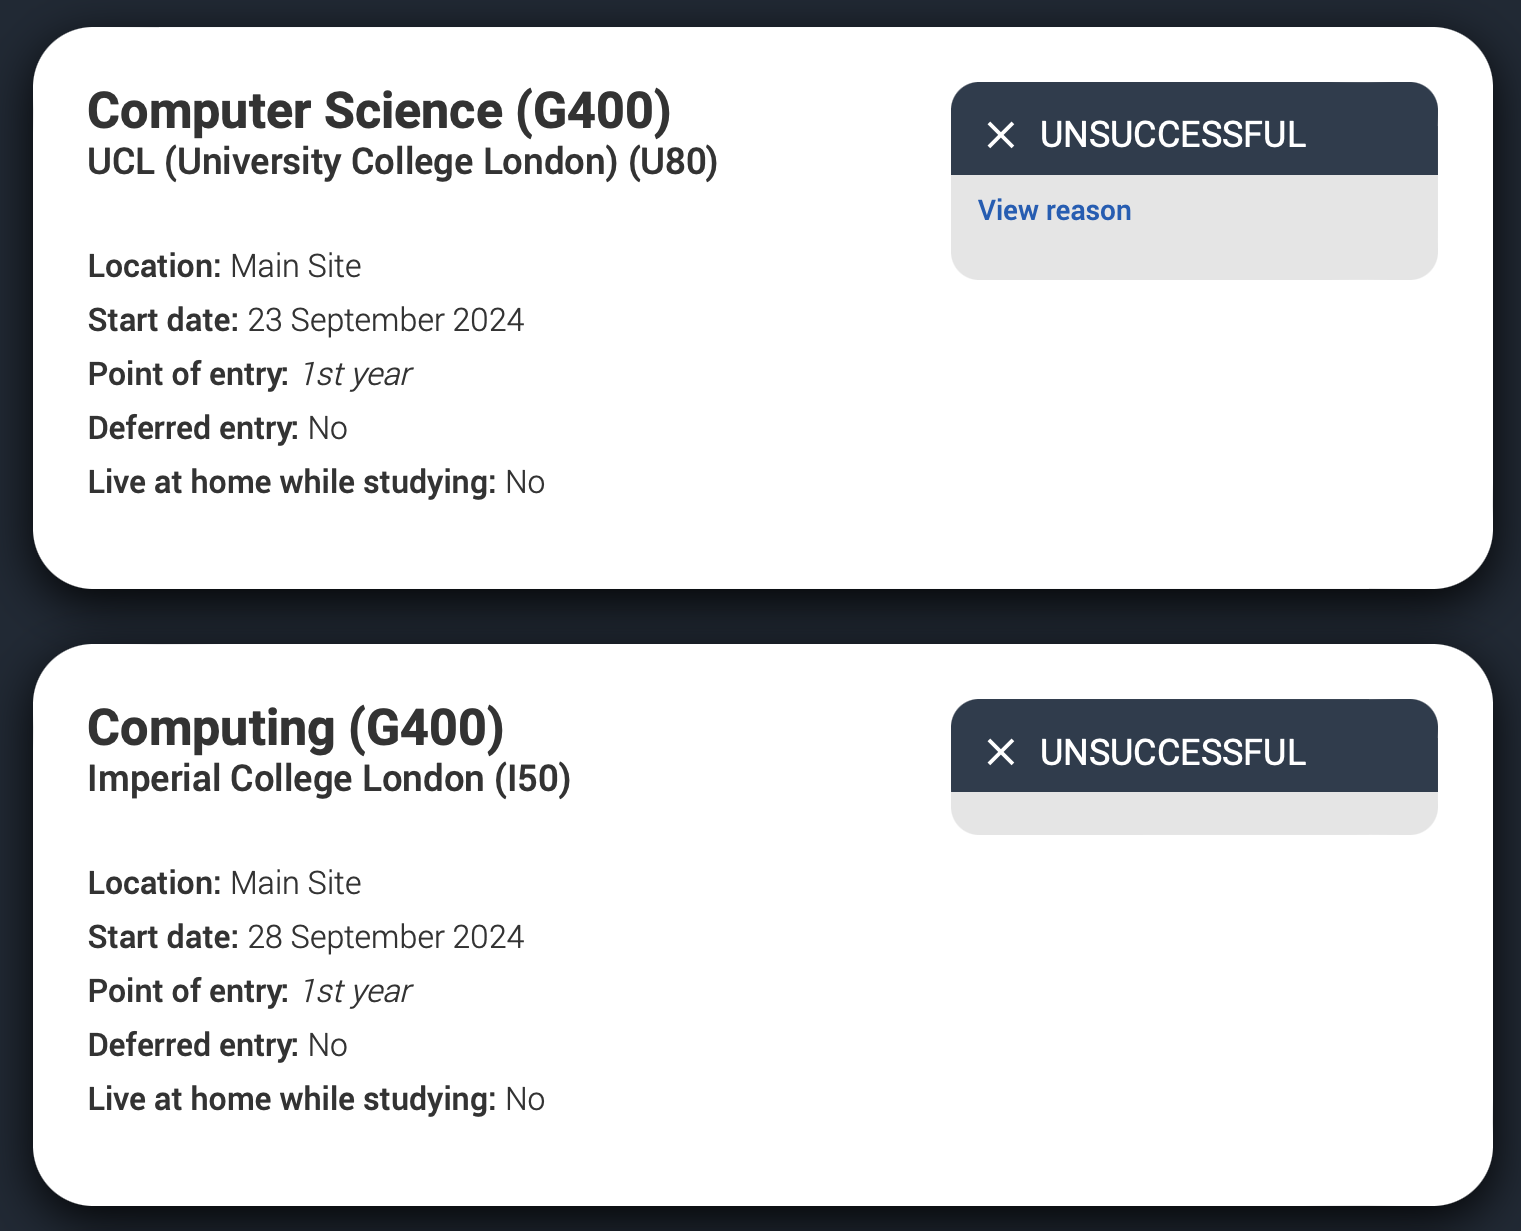 Computer Science (G400)
UCL (University College London) (U80)
× UNSUCCESSFUL
View reason
Location: Main Site
Start date: 23 September 2024
Point of entry: 1st year
Deferred entry: No
Live at home while studying: No
Computing (G400)
Imperial College London (I50)
× UNSUCCESSFUL
Location: Main Site
Start date: 28 September 2024
Point of entry: 1st year
Deferred entry: No
Live at home while studying: No